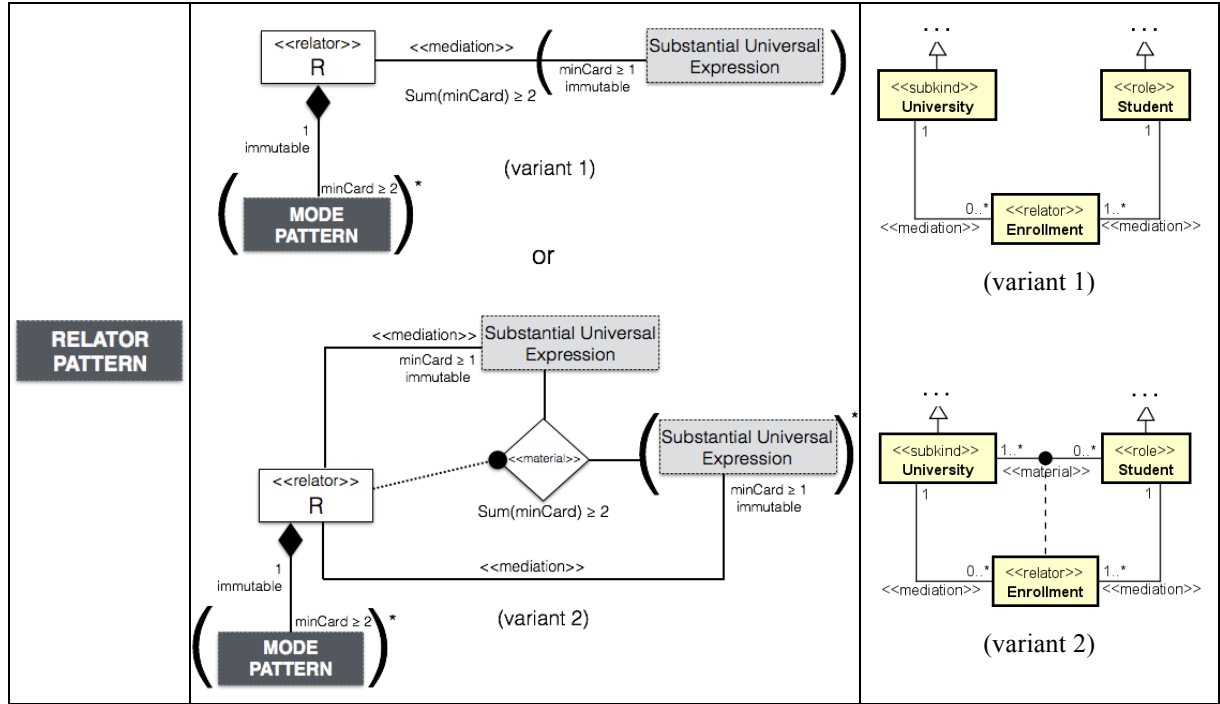 RELATOR
PATTERN
<<relator>>
R
<<mediation>>
(
Substantial Universal
Expression
)
minCard ≥ 1
immutable
Sum(minCard) ≥ 2
1
immutable
(variant 1)
(
minCard ≥ 2
)*
MODE
PATTERN
or
<<mediation>>
Substantial Universal
Expression
minCard ≥ 1
immutable
(
Substantial Universal
Expression
)*
<<material>>
minCard ≥ 1
immutable
<<relator>>
R
Sum(minCard) ≥ 2
1
immutable
<<mediation>>
(
minCard ≥ 2
)*
(variant 2)
MODE
PATTERN
... ...
<<subkind>>
University
<<role>>
Student
1 1
0..* 1..*
<<relator>>
Enrollment
<<mediation>> <<mediation>>
(variant 1)
... ...
<<subkind>>
University
1..* 0..*
<<material>>
<<role>>
Student
1 1
0..* 1..*
<<relator>>
Enrollment
<<mediation>> <<mediation>>
(variant 2)